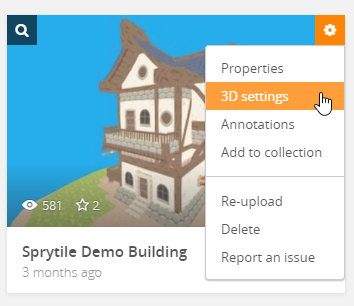 Properties
3D settings
Annotations
Add to collection
Re-upload
Delete
Report an issue
581 2
Sprytile Demo Building
3 months ago